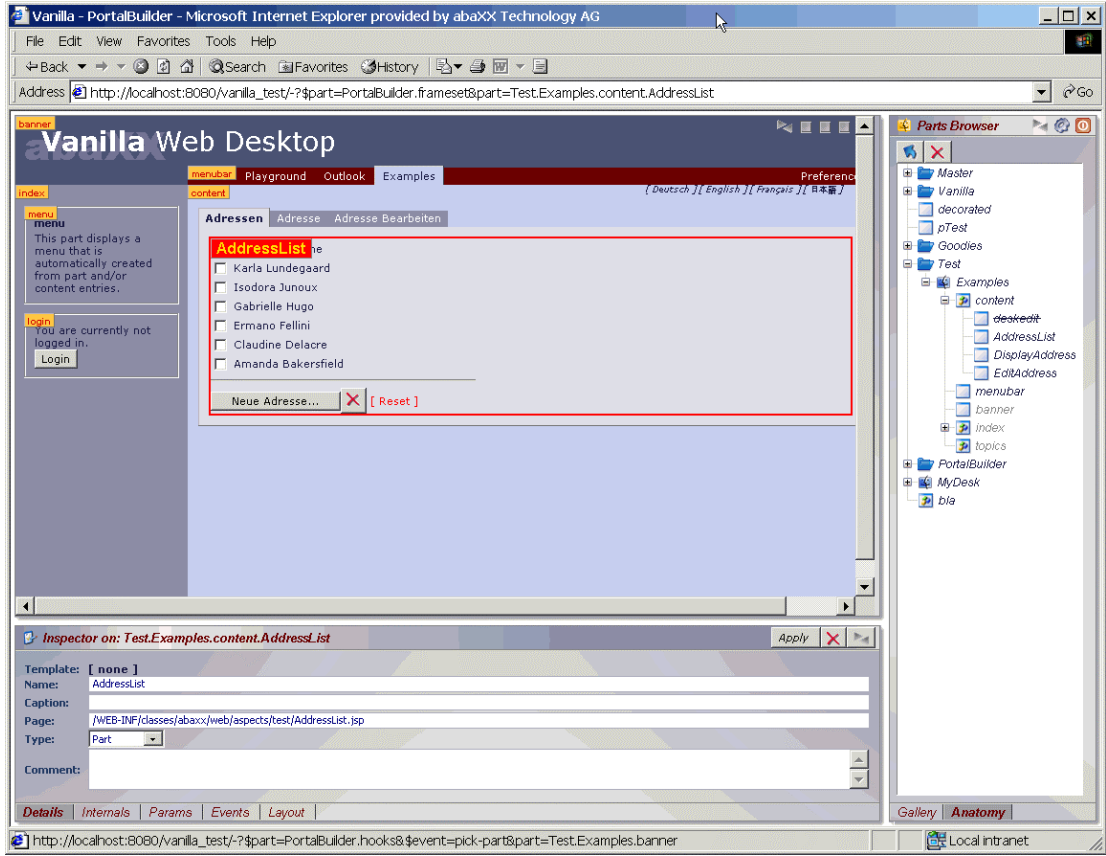 Vanilla - PortalBuilder - Microsoft Internet Explorer provided by abaXX Technology AG
File Edit View Favorites Tools Help
Back Search Favorites History
Address http://localhost:8080/vanilla_test/-?$part=PortalBuilder.frameset&part=Test.Examples.content.AddressList Go
banner
abaXX
Vanilla Web Desktop
menubar Playground Outlook Examples Preferenc
index
content
[ Deutsch ][ English ][ Français ][ 日本語 ]
menu
menu
This part displays a
menu that is
automatically created
from part and/or
content entries.
login
You are currently not
logged in.
Login
Adressen Adresse Adresse Bearbeiten
AddressList ne
Karla Lundegaard
Isodora Junoux
Gabrielle Hugo
Ermano Fellini
Claudine Delacre
Amanda Bakersfield
Neue Adresse... [ Reset ]
Parts Browser
Master
Vanilla
decorated
pTest
Goodies
Test
Examples
content
deskedit
AddressList
DisplayAddress
EditAddress
menubar
banner
index
topics
PortalBuilder
MyDesk
bla
Gallery Anatomy
Inspector on: Test.Examples.content.AddressList Apply
Template: [ none ]
Name: AddressList
Caption:
Page: /WEB-INF/classes/abaxx/web/aspects/test/AddressList.jsp
Type: Part
Comment:
Details Internals Params Events Layout
http://localhost:8080/vanilla_test/-?$part=PortalBuilder.hooks&$event=pick-part&part=Test.Examples.banner Local intranet